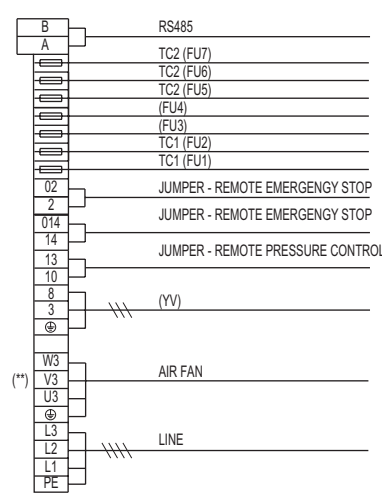 B RS485
A
TC2 (FU7)
TC2 (FU6)
TC2 (FU5)
(FU4)
(FU3)
TC1 (FU2)
TC1 (FU1)
02 JUMPER - REMOTE EMERGENGY STOP
2
014 JUMPER - REMOTE EMERGENGY STOP
14
13 JUMPER - REMOTE PRESSURE CONTROL
10
8
3 (YV)
W3
(**) V3 AIR FAN
U3
L3
L2 LINE
L1
PE